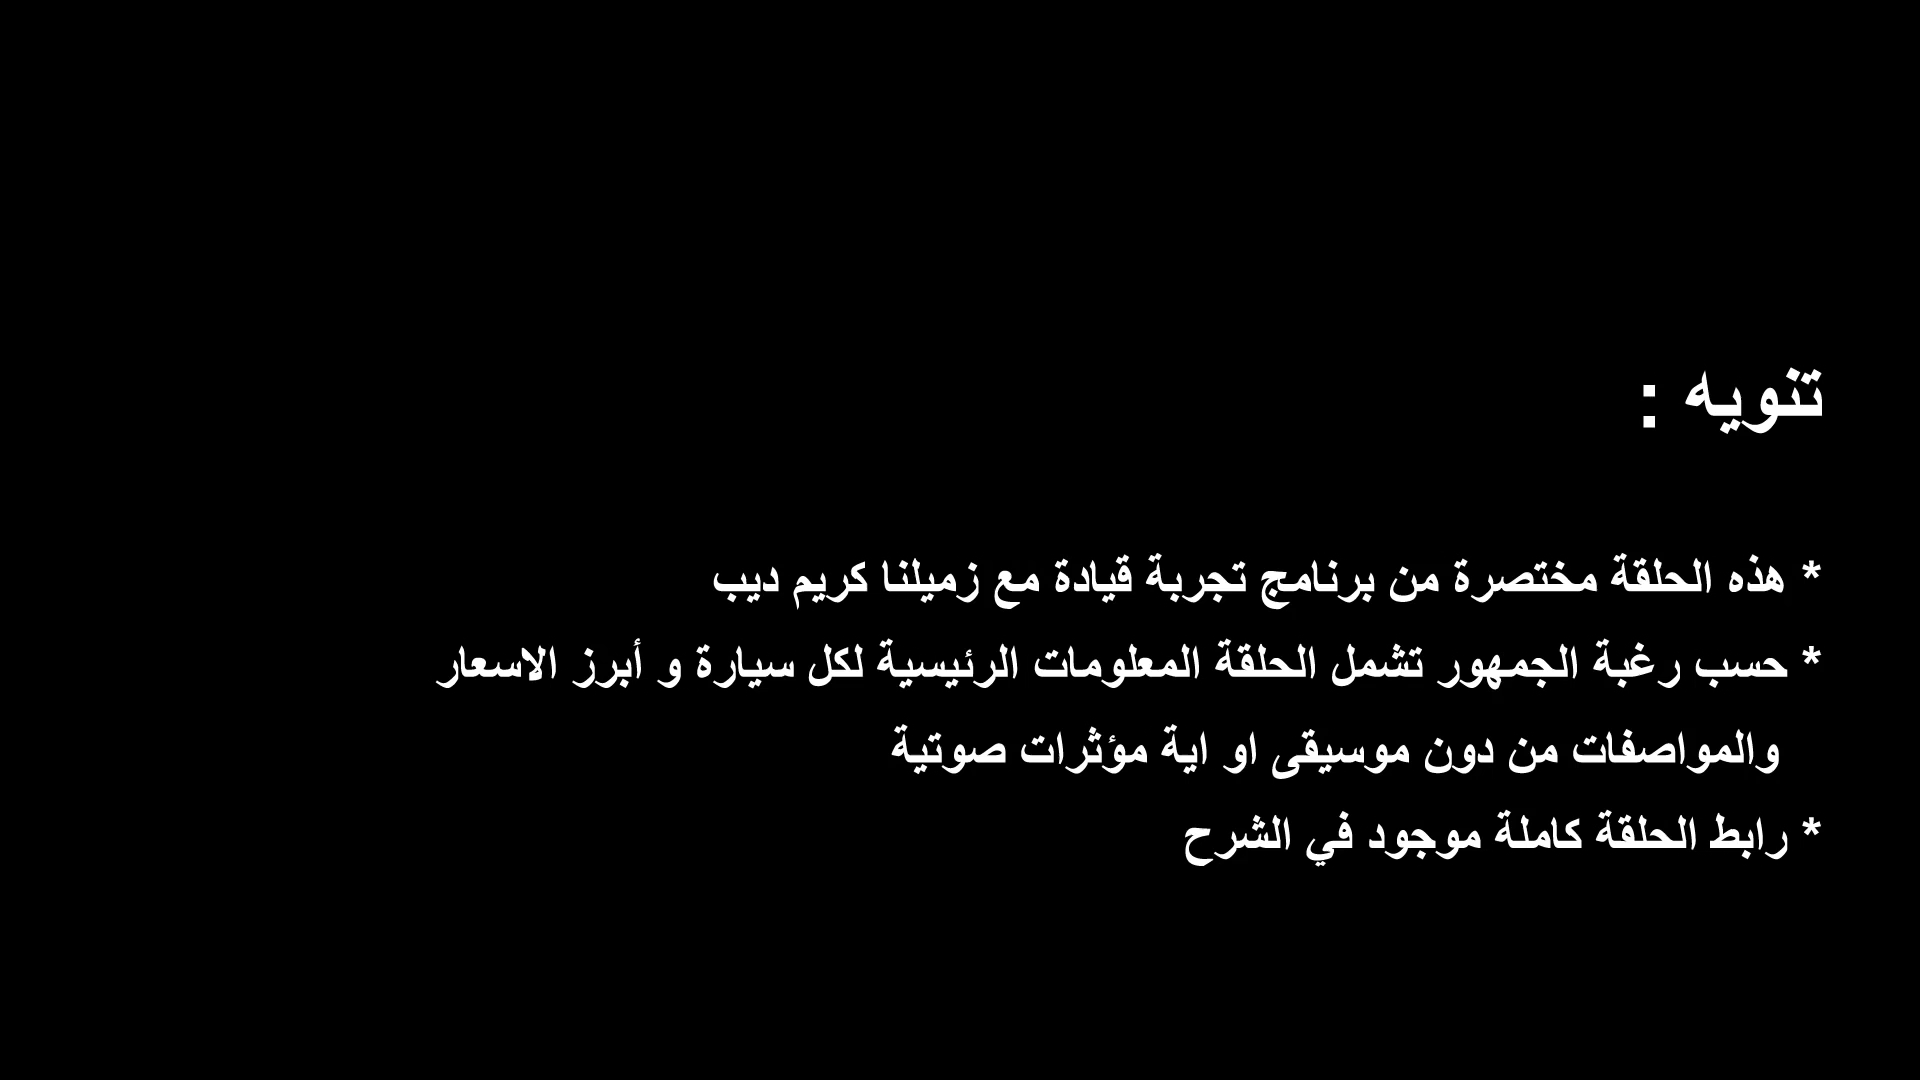 تنويه :
* هذه الحلقة مختصرة من برنامج تجربة قيادة مع زميلنا كريم ديب
* حسب رغبة الجمهور تشمل الحلقة المعلومات الرئيسية لكل سيارة و أبرز الاسعار
والمواصفات من دون موسيقى او اية مؤثرات صوتية
* رابط الحلقة كاملة موجود في الشرح